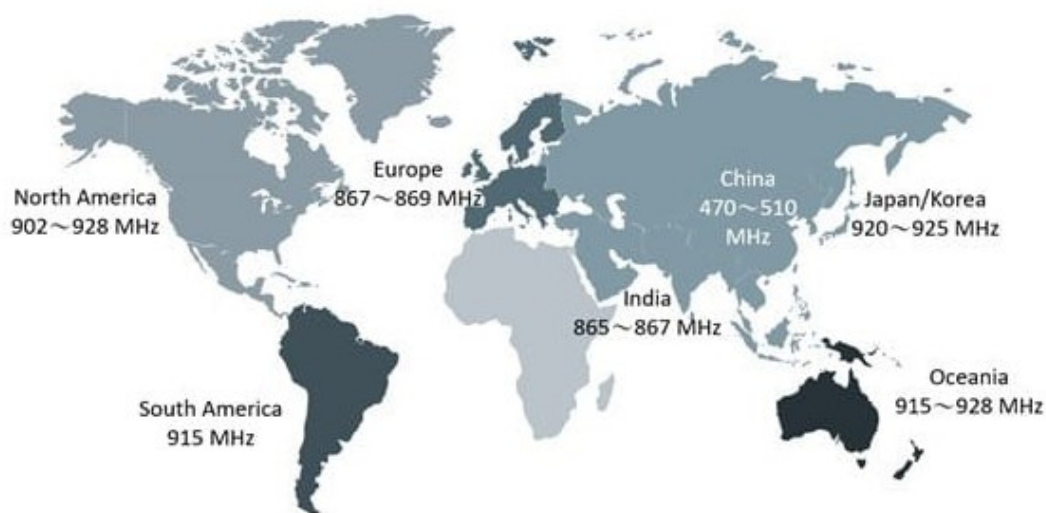 North America
902～928 MHz
Europe
867～869 MHz
China
470～510
MHz
Japan/Korea
920～925 MHz
India
865～867 MHz
South America
915 MHz
Oceania
915～928 MHz